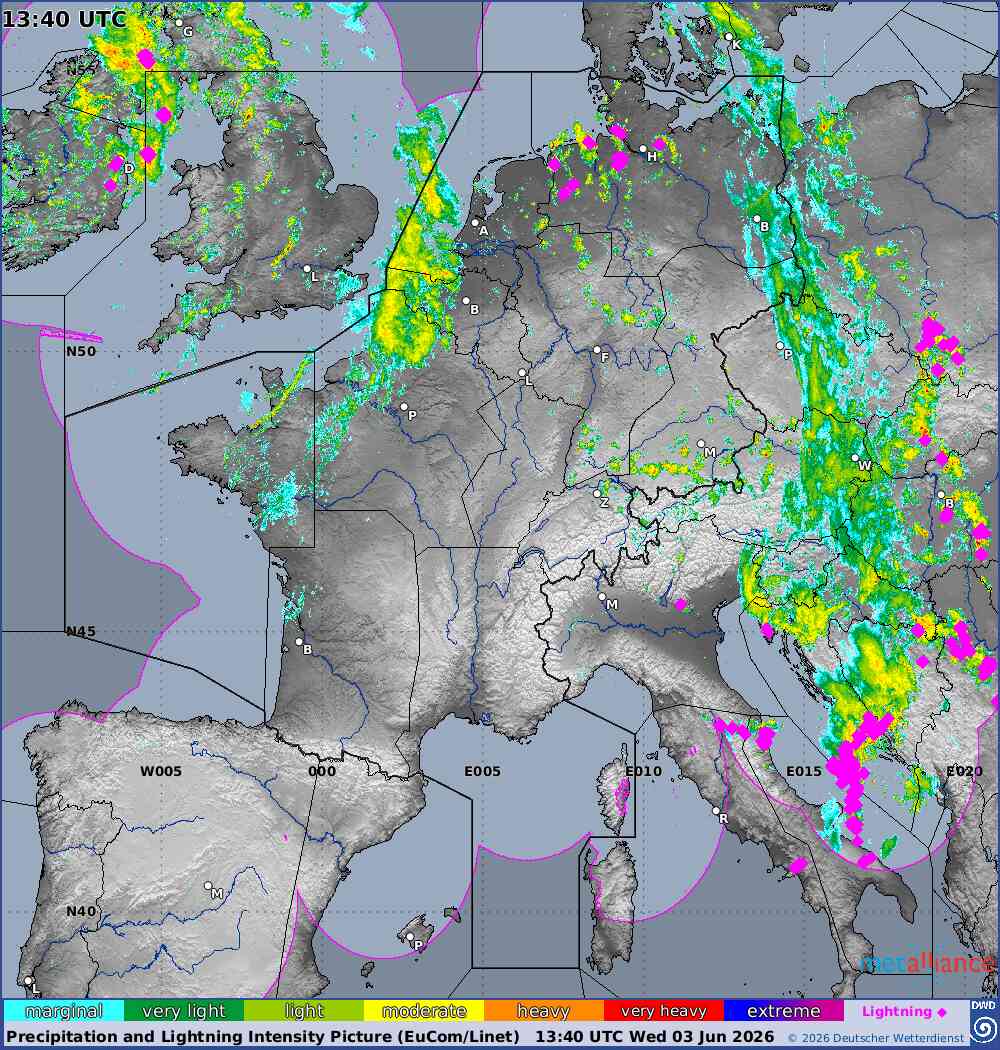 13:40 UTC
G
K
N55
D
H
A
B
L
B
N50
F
P
L
P
M
W
Z
B
M
N45
B
W005
000
E005
E010
E015
E020
R
M
N40
P
L
metalliance
marginal very light light moderate heavy very heavy extreme Lightning
DWD
Precipitation and Lightning Intensity Picture (EuCom/Linet) 13:40 UTC Wed 03 Jun 2026 © 2026 Deutscher Wetterdienst